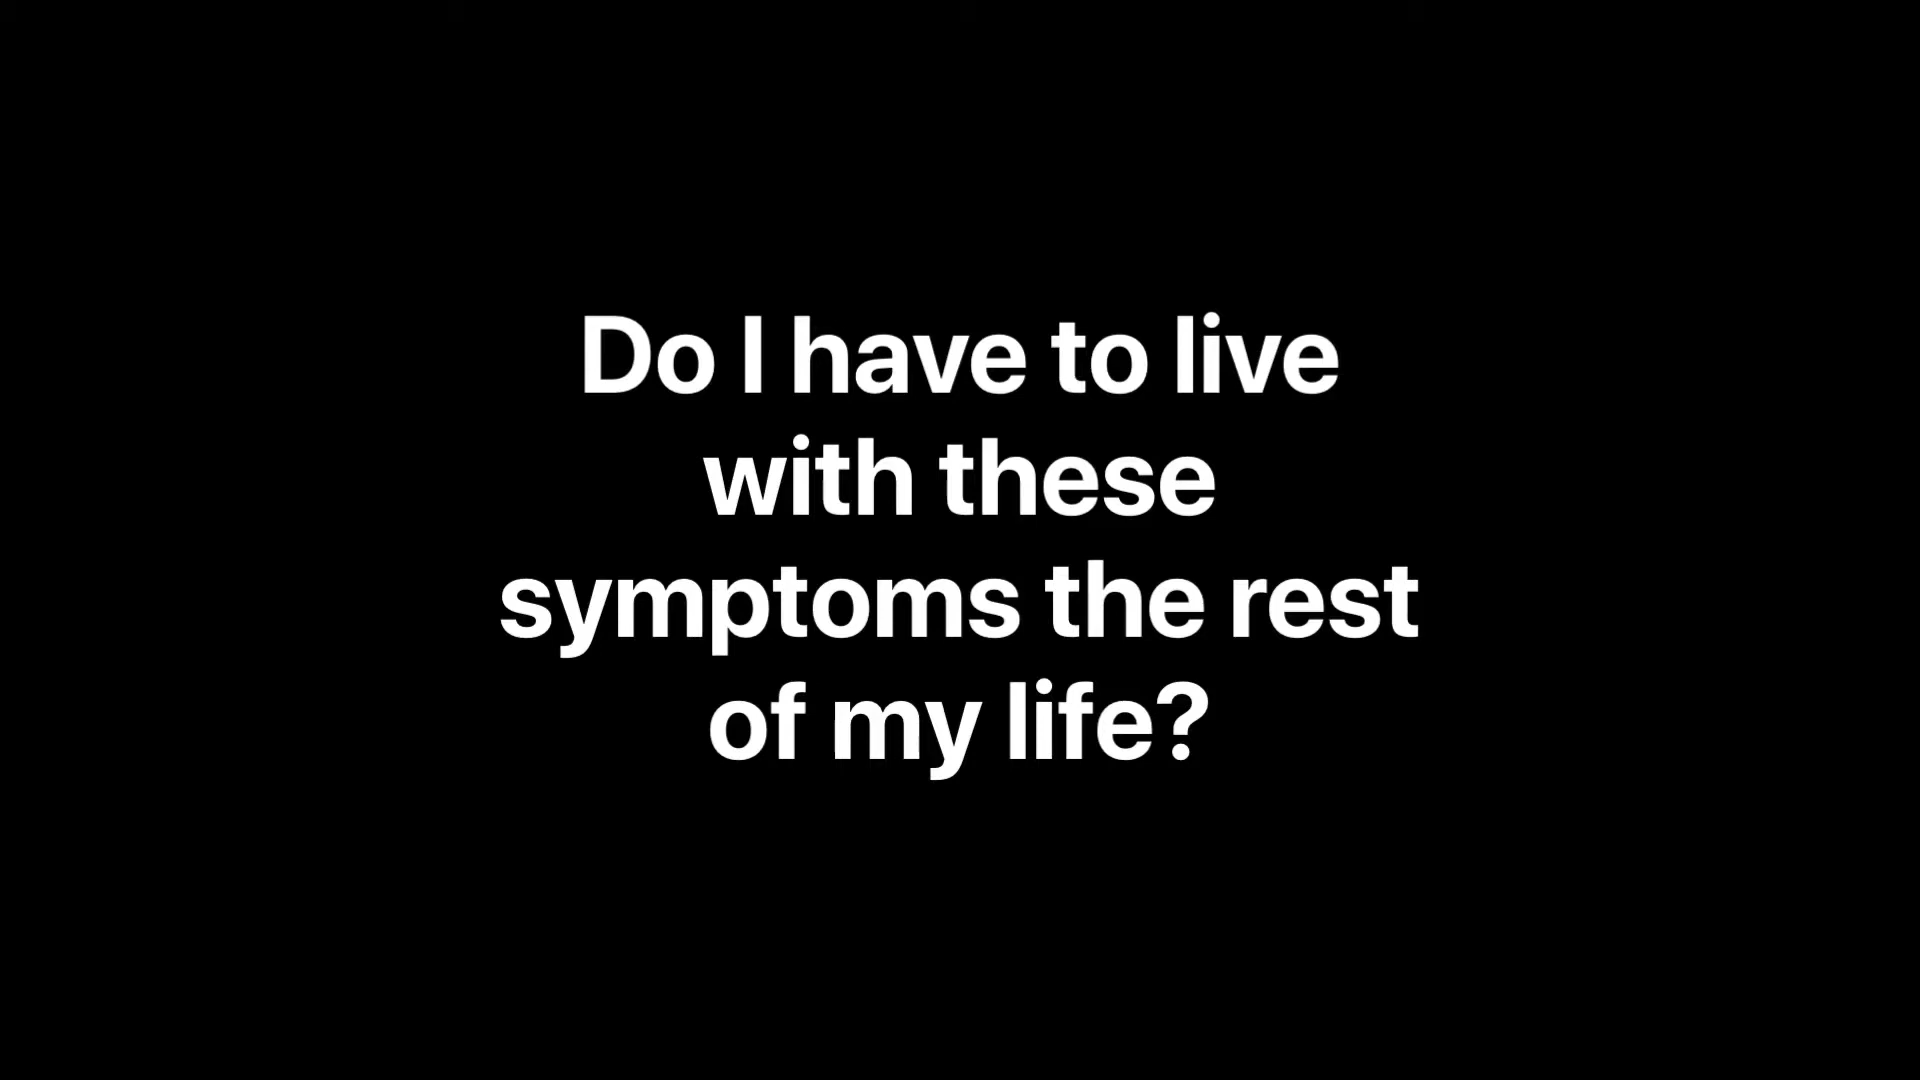 Do I have to live
with these
symptoms the rest
of my life?